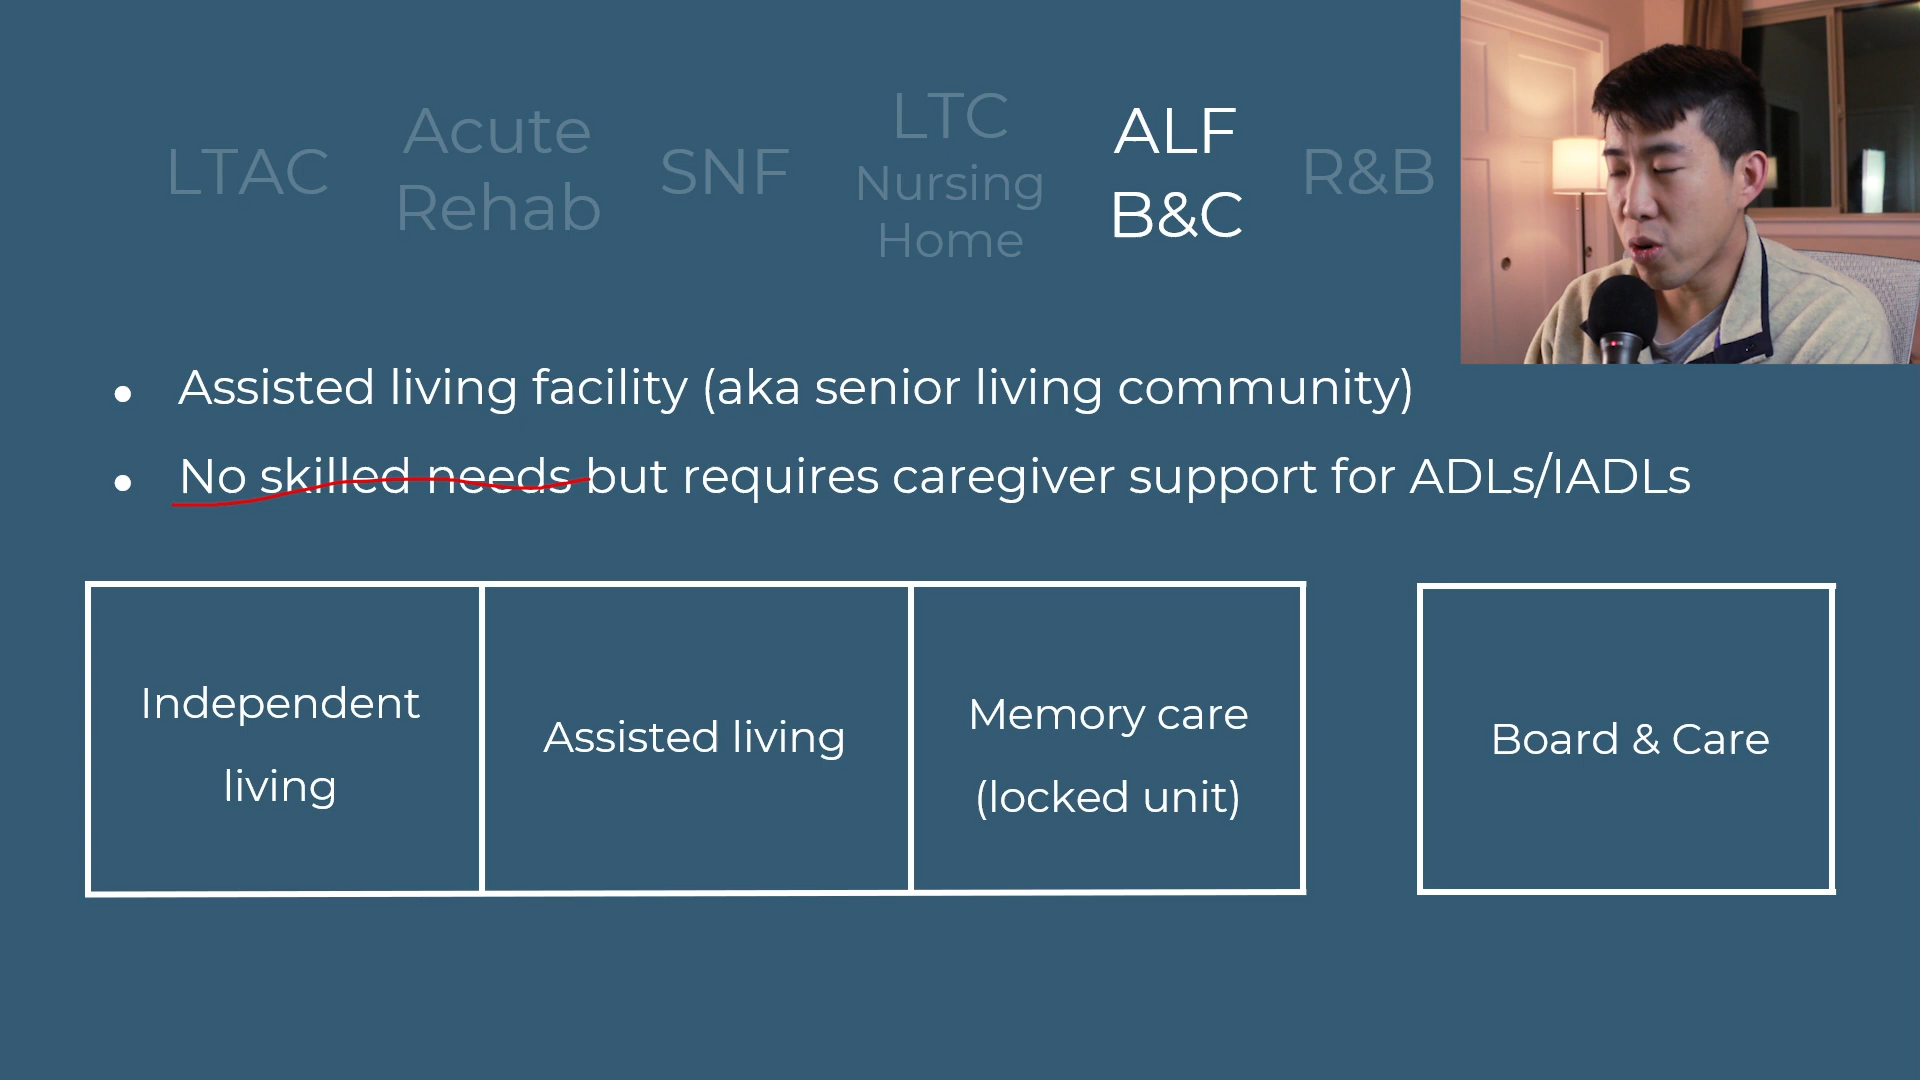 LTAC
Acute
Rehab
SNF
LTC
Nursing
Home
ALF
B&C
R&B
• Assisted living facility (aka senior living community)
• No skilled needs but requires caregiver support for ADLs/IADLs
Independent
living
Assisted living
Memory care
(locked unit)
Board & Care